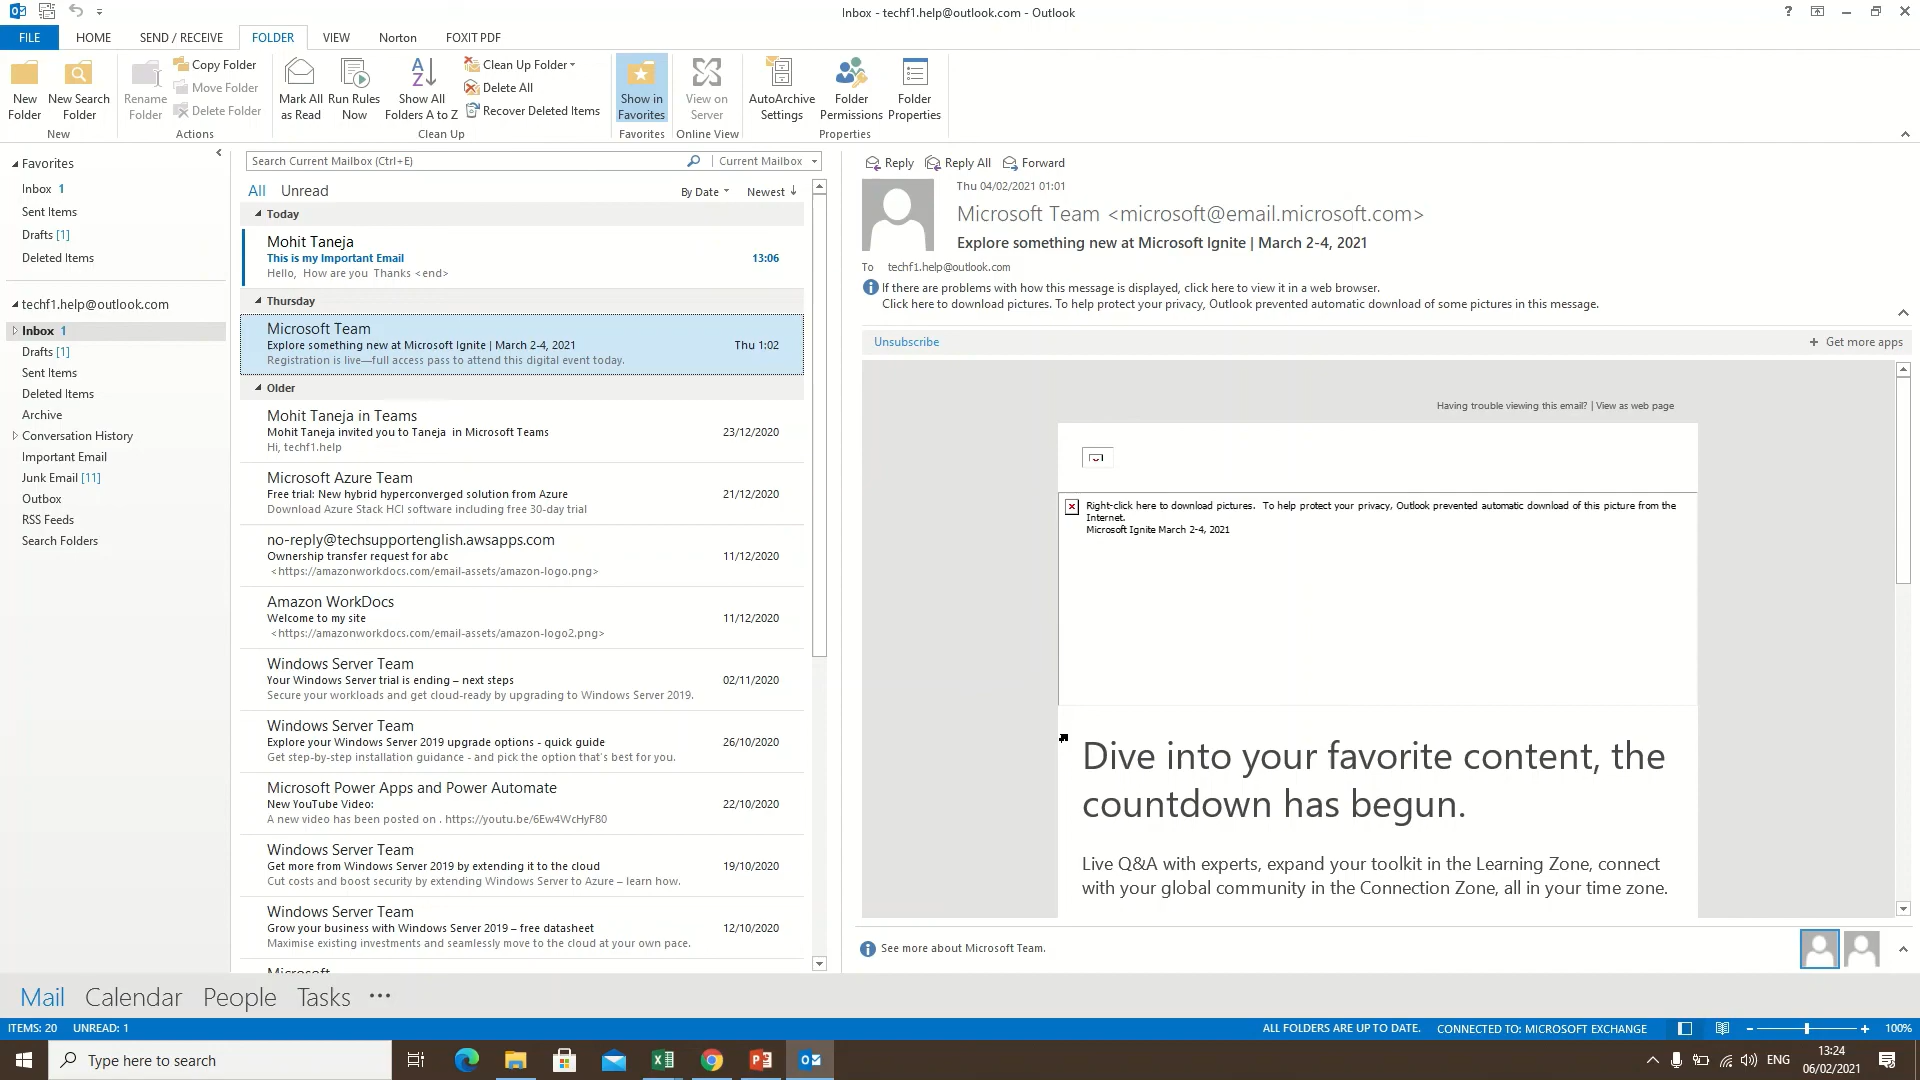 Inbox - techf1.help@outlook.com - Outlook
FILE HOME SEND / RECEIVE FOLDER VIEW Norton FOXIT PDF
New Folder
New Search Folder
New
Rename Folder
Copy Folder
Move Folder
Delete Folder
Actions
Mark All as Read
Run Rules Now
Show All Folders A to Z
Clean Up Folder
Delete All
Recover Deleted Items
Clean Up
Show in Favorites
Favorites
View on Server
Online View
AutoArchive Settings
Folder Permissions
Folder Properties
Properties
Favorites
Inbox 1
Sent Items
Drafts [1]
Deleted Items
techf1.help@outlook.com
Inbox 1
Drafts [1]
Sent Items
Deleted Items
Archive
Conversation History
Important Email
Junk Email [11]
Outbox
RSS Feeds
Search Folders
Search Current Mailbox (Ctrl+E) Current Mailbox
All Unread By Date Newest
Today
Mohit Taneja
This is my Important Email 13:06
Hello, How are you Thanks <end>
Thursday
Microsoft Team
Explore something new at Microsoft Ignite | March 2-4, 2021 Thu 1:02
Registration is live—full access pass to attend this digital event today.
Older
Mohit Taneja in Teams
Mohit Taneja invited you to Taneja in Microsoft Teams 23/12/2020
Hi, techf1.help
Microsoft Azure Team
Free trial: New hybrid hyperconverged solution from Azure 21/12/2020
Download Azure Stack HCI software including free 30-day trial
no-reply@techsupportenglish.awsapps.com
Ownership transfer request for abc 11/12/2020
<https://amazonworkdocs.com/email-assets/amazon-logo.png>
Amazon WorkDocs
Welcome to my site 11/12/2020
<https://amazonworkdocs.com/email-assets/amazon-logo2.png>
Windows Server Team
Your Windows Server trial is ending – next steps 02/11/2020
Secure your workloads and get cloud-ready by upgrading to Windows Server 2019.
Windows Server Team
Explore your Windows Server 2019 upgrade options - quick guide 26/10/2020
Get step-by-step installation guidance - and pick the option that's best for you.
Microsoft Power Apps and Power Automate
New YouTube Video: 22/10/2020
A new video has been posted on . https://youtu.be/6Ew4WcHyF80
Windows Server Team
Get more from Windows Server 2019 by extending it to the cloud 19/10/2020
Cut costs and boost security by extending Windows Server to Azure – learn how.
Windows Server Team
Grow your business with Windows Server 2019 – free datasheet 12/10/2020
Maximise existing investments and seamlessly move to the cloud at your own pace.
Microsoft
Reply Reply All Forward
Thu 04/02/2021 01:01
Microsoft Team <microsoft@email.microsoft.com>
Explore something new at Microsoft Ignite | March 2-4, 2021
To techf1.help@outlook.com
If there are problems with how this message is displayed, click here to view it in a web browser.
Click here to download pictures. To help protect your privacy, Outlook prevented automatic download of some pictures in this message.
Unsubscribe + Get more apps
Having trouble viewing this email? | View as web page
Right-click here to download pictures. To help protect your privacy, Outlook prevented automatic download of this picture from the
Internet.
Microsoft Ignite March 2-4, 2021
Dive into your favorite content, the
countdown has begun.
Live Q&A with experts, expand your toolkit in the Learning Zone, connect
with your global community in the Connection Zone, all in your time zone.
See more about Microsoft Team.
Mail Calendar People Tasks ···
ITEMS: 20 UNREAD: 1 ALL FOLDERS ARE UP TO DATE. CONNECTED TO: MICROSOFT EXCHANGE 100%
Type here to search
ENG
13:24
06/02/2021